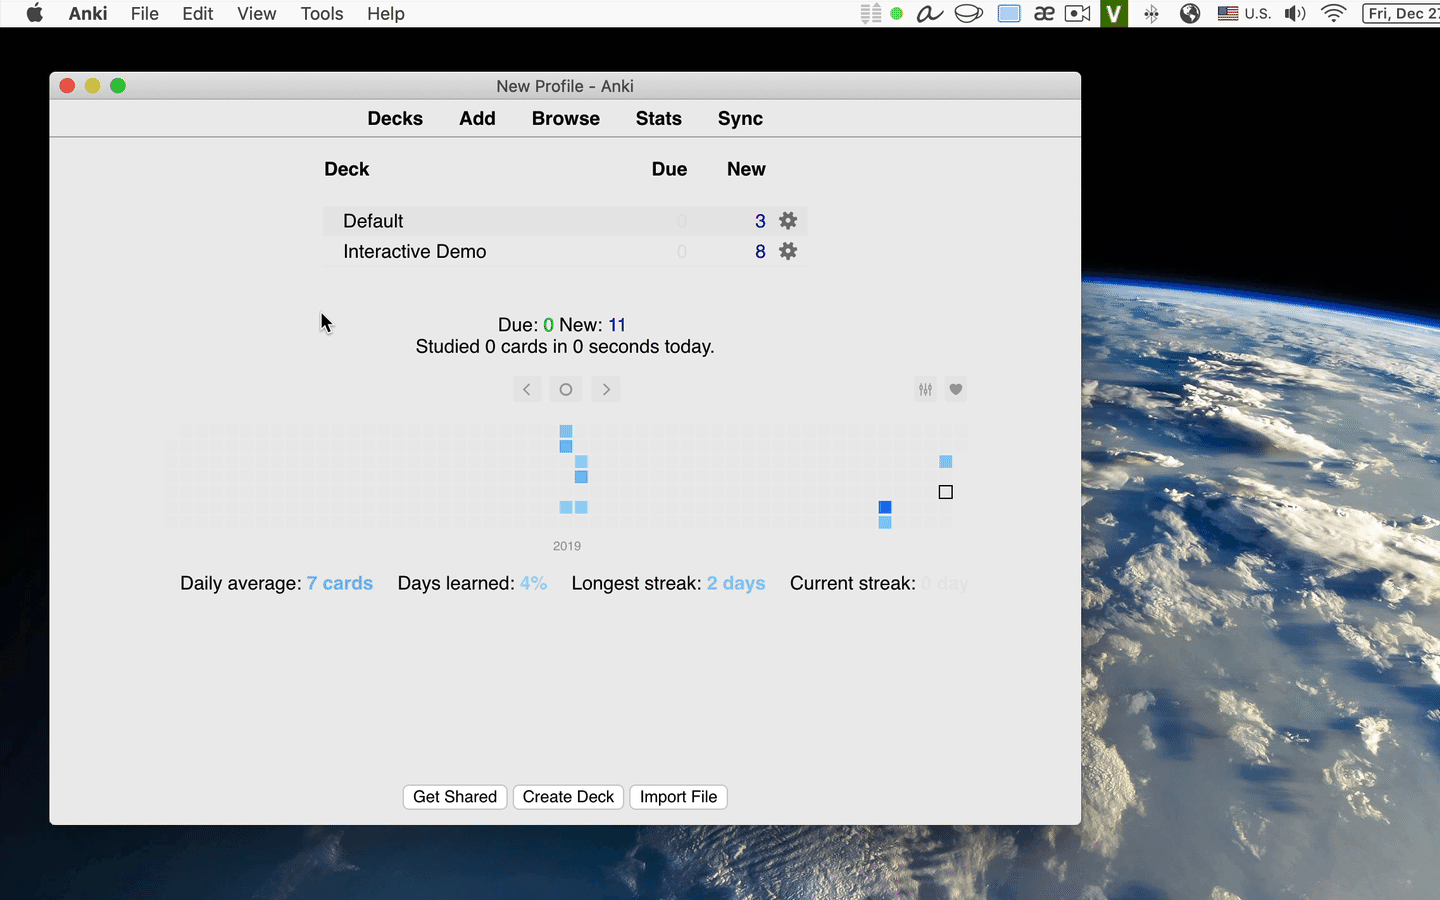 Anki File Edit View Tools Help U.S. Fri, Dec 27
New Profile - Anki
Decks Add Browse Stats Sync
Deck Due New
Default 0 3
Interactive Demo 0 8
Due: 0 New: 11
Studied 0 cards in 0 seconds today.
2019
Daily average: 7 cards Days learned: 4% Longest streak: 2 days Current streak: 0 day
Get Shared Create Deck Import File